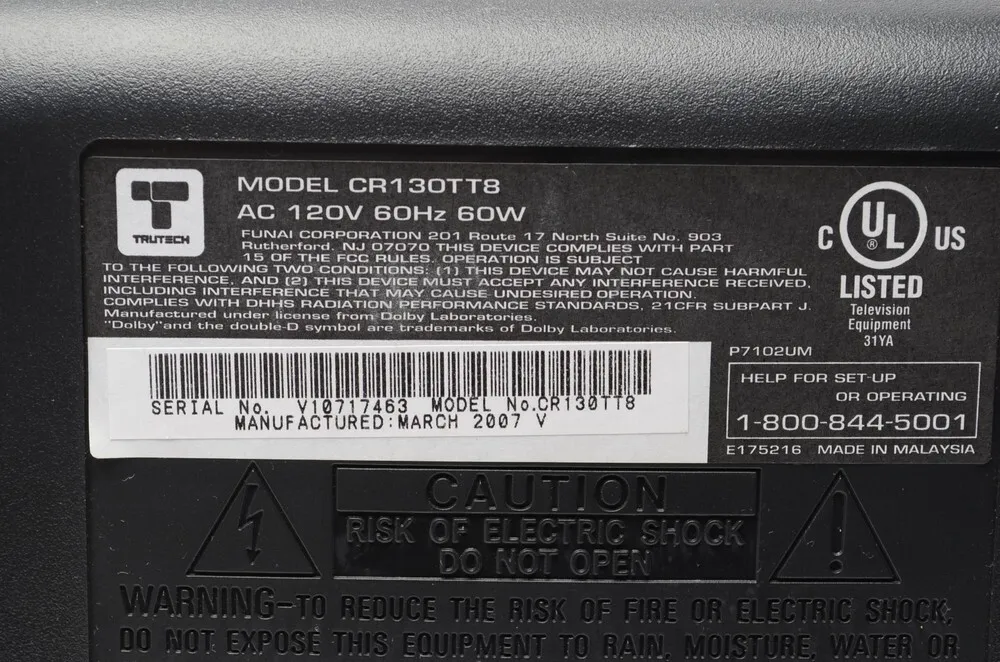 TRUTECH
MODEL CR130TT8
AC 120V 60Hz 60W
FUNAI CORPORATION 201 Route 17 North Suite No. 903
Rutherford. NJ 07070 THIS DEVICE COMPLIES WITH PART
15 OF THE FCC RULES. OPERATION IS SUBJECT
TO THE FOLLOWING TWO CONDITIONS: (1) THIS DEVICE MAY NOT CAUSE HARMFUL
INTERFERENCE, AND (2) THIS DEVICE MUST ACCEPT ANY INTERFERENCE RECEIVED,
INCLUDING INTERFERENCE THAT MAY CAUSE UNDESIRED OPERATION.
COMPLIES WITH DHHS RADIATION PERFORMANCE STANDARDS, 21CFR SUBPART J.
Manufactured under license from Dolby Laboratories.
"Dolby"and the double-D symbol are trademarks of Dolby Laboratories.
C UL ® US
LISTED
Television
Equipment
31YA
P7102UM
HELP FOR SET-UP
OR OPERATING
1-800-844-5001
E175216 MADE IN MALAYSIA
SERIAL No. V10717463 MODEL No.CR130TT8
MANUFACTURED:MARCH 2007 V
CAUTION
RISK OF ELECTRIC SHOCK
DO NOT OPEN
WARNING-TO REDUCE THE RISK OF FIRE OR ELECTRIC SHOCK,
DO NOT EXPOSE THIS EQUIPMENT TO RAIN, MOISTURE, WATER OR